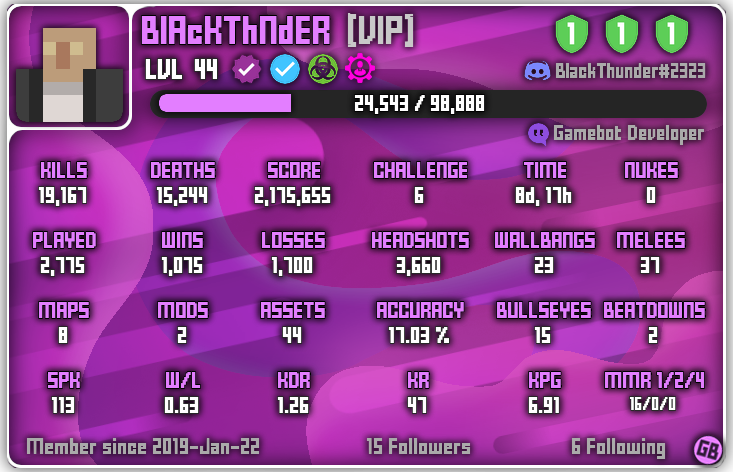 BlAcKThNdER [VIP]
1 1 1
LVL 44
BlackThunder#2323
24,543 / 98,888
Gamebot Developer
KILLS DEATHS SCORE CHALLENGE TIME NUKES
19,167 15,244 2,175,655 6 8d, 17h 0
PLAYED WINS LOSSES HEADSHOTS WALLBANGS MELEES
2,775 1,075 1,700 3,660 23 37
MAPS MODS ASSETS ACCURACY BULLSEYES BEATDOWNS
8 2 44 17.03 % 15 2
SPK W/L KDR KR KPG MMR 1/2/4
113 0.63 1.26 47 6.91 16/0/0
Member since 2019-Jan-22 15 Followers 6 Following
GB